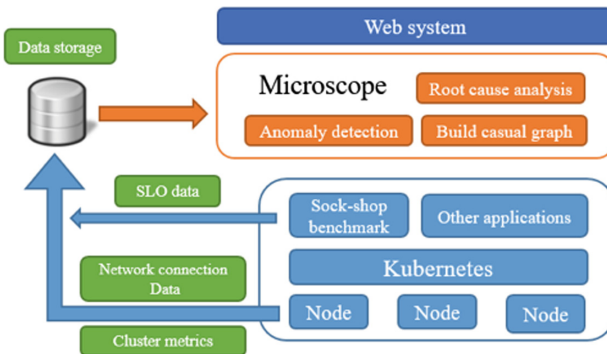 Web system
Data storage
Microscope
Root cause analysis
Anomaly detection
Build casual graph
SLO data
Sock-shop
benchmark
Other applications
Network connection
Data
Kubernetes
Node
Node
Node
Cluster metrics